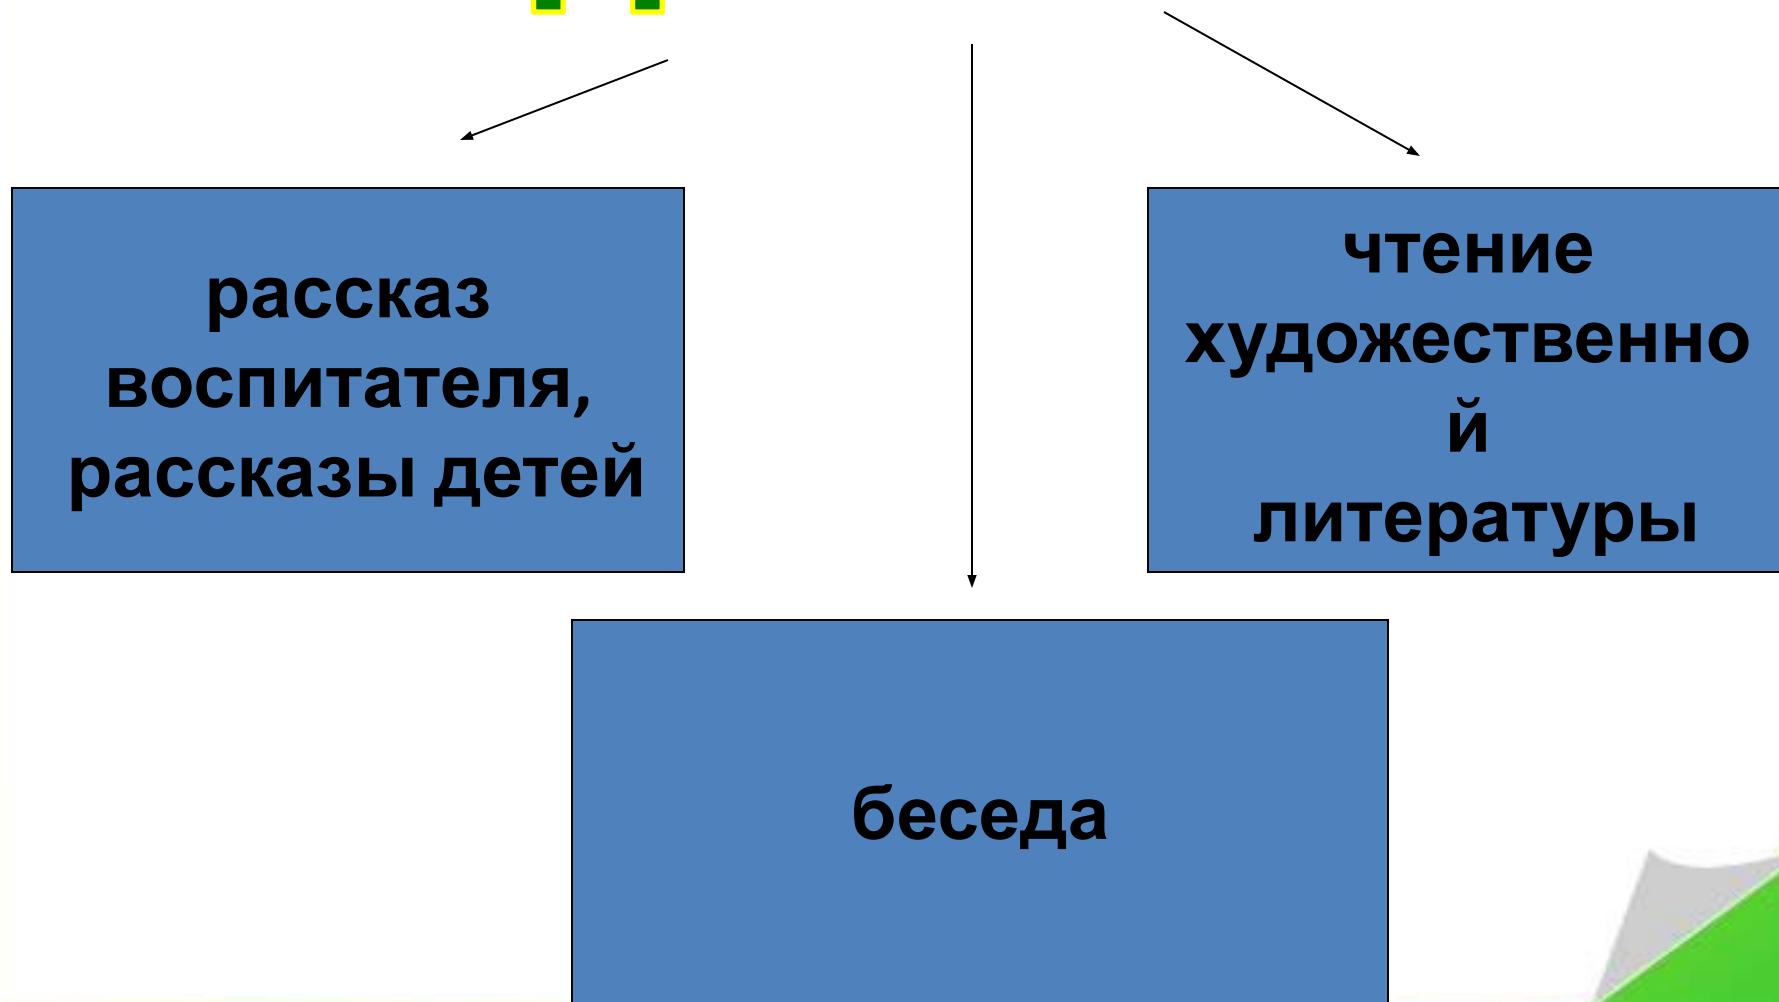 рассказ
воспитателя,
рассказы детей
чтение
художественно
й
литературы
беседа